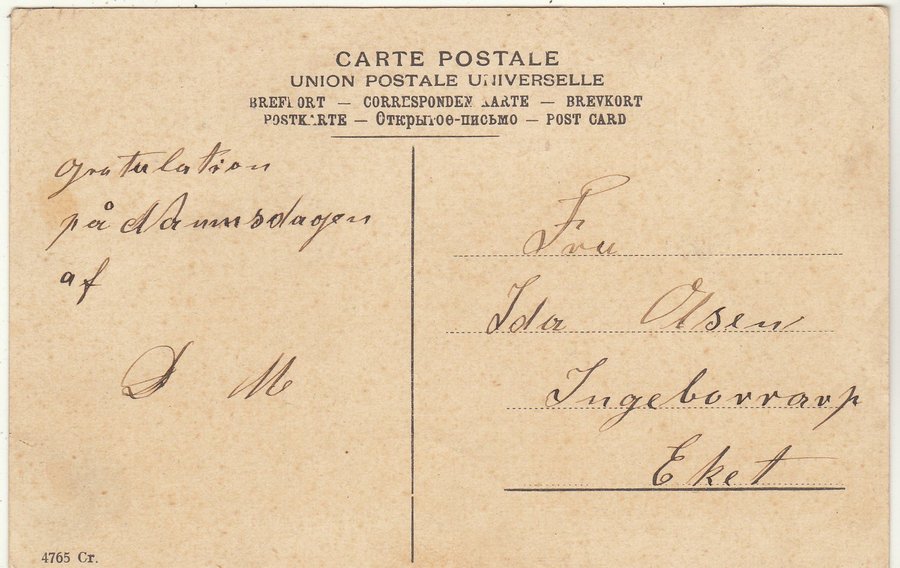 CARTE POSTALE
UNION POSTALE UNIVERSELLE
BREFKORT — CORRESPONDENZKARTE — BREVKORT
POSTKARTE — Открытое-письмо — POST CARD
gratulation
på Namnsdagen
af
D M
Fru
Ida Olsen
Ingeborrarp
Eket
4765 Cr.